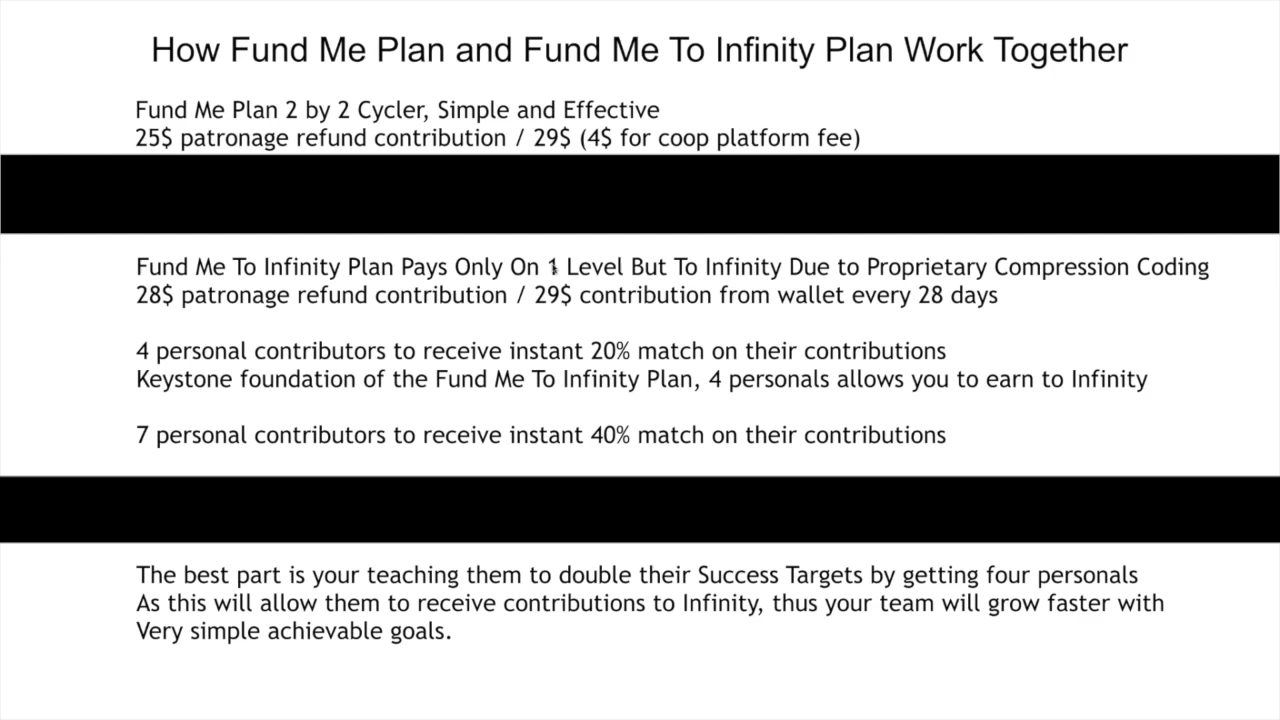 How Fund Me Plan and Fund Me To Infinity Plan Work Together
Fund Me Plan 2 by 2 Cycler, Simple and Effective
25$ patronage refund contribution / 29$ (4$ for coop platform fee)
Fund Me To Infinity Plan Pays Only On 1 Level But To Infinity Due to Proprietary Compression Coding
28$ patronage refund contribution / 29$ contribution from wallet every 28 days
4 personal contributors to receive instant 20% match on their contributions
Keystone foundation of the Fund Me To Infinity Plan, 4 personals allows you to earn to Infinity
7 personal contributors to receive instant 40% match on their contributions
The best part is your teaching them to double their Success Targets by getting four personals
As this will allow them to receive contributions to Infinity, thus your team will grow faster with
Very simple achievable goals.